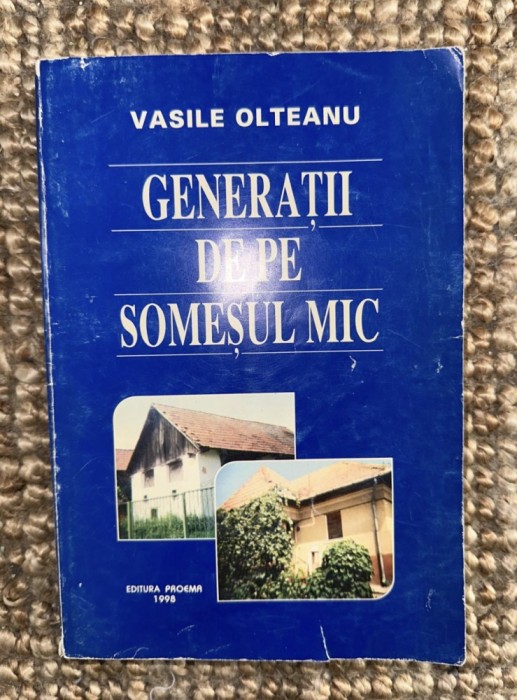 VASILE OLTEANU
GENERAȚII
DE PE
SOMEȘUL MIC
EDITURA PROEMA
1998